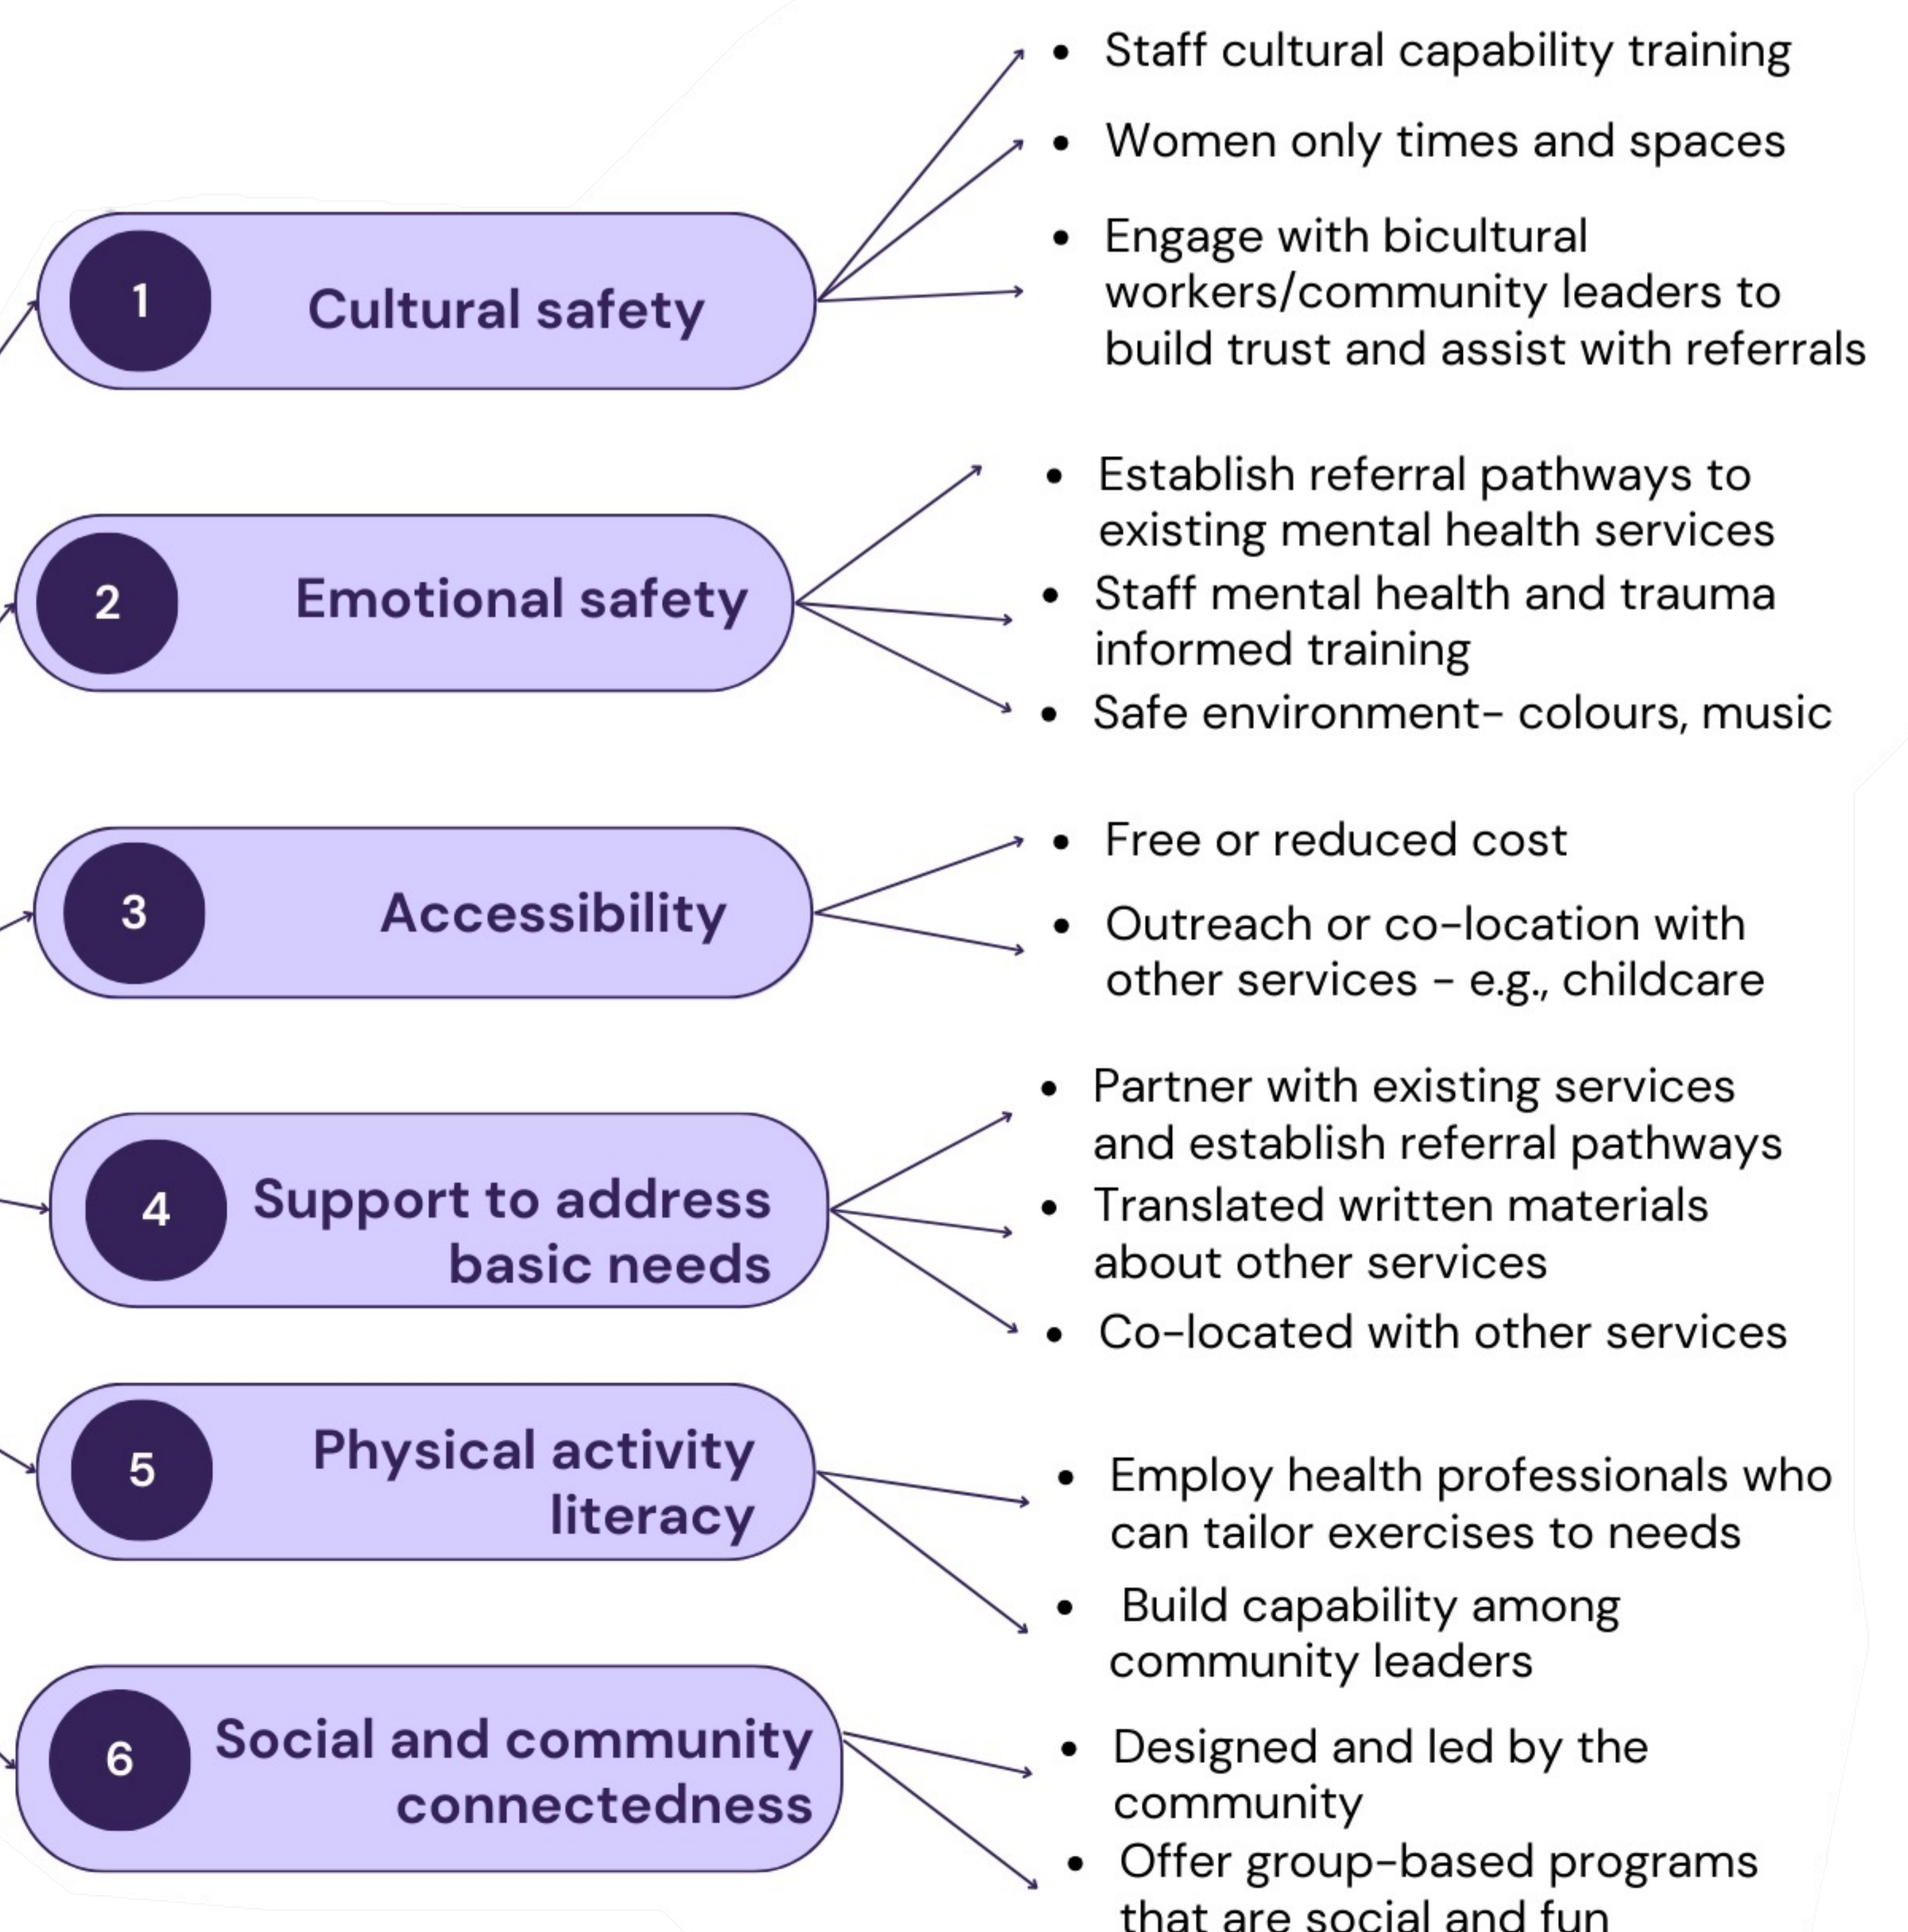 1
Cultural safety
• Staff cultural capability training
• Women only times and spaces
• Engage with bicultural
workers/community leaders to
build trust and assist with referrals
2
Emotional safety
• Establish referral pathways to
existing mental health services
• Staff mental health and trauma
informed training
• Safe environment- colours, music
3
Accessibility
• Free or reduced cost
• Outreach or co-location with
other services - e.g., childcare
4
Support to address
basic needs
• Partner with existing services
and establish referral pathways
• Translated written materials
about other services
• Co-located with other services
5
Physical activity
literacy
• Employ health professionals who
can tailor exercises to needs
• Build capability among
community leaders
6
Social and community
connectedness
• Designed and led by the
community
• Offer group-based programs
that are social and fun